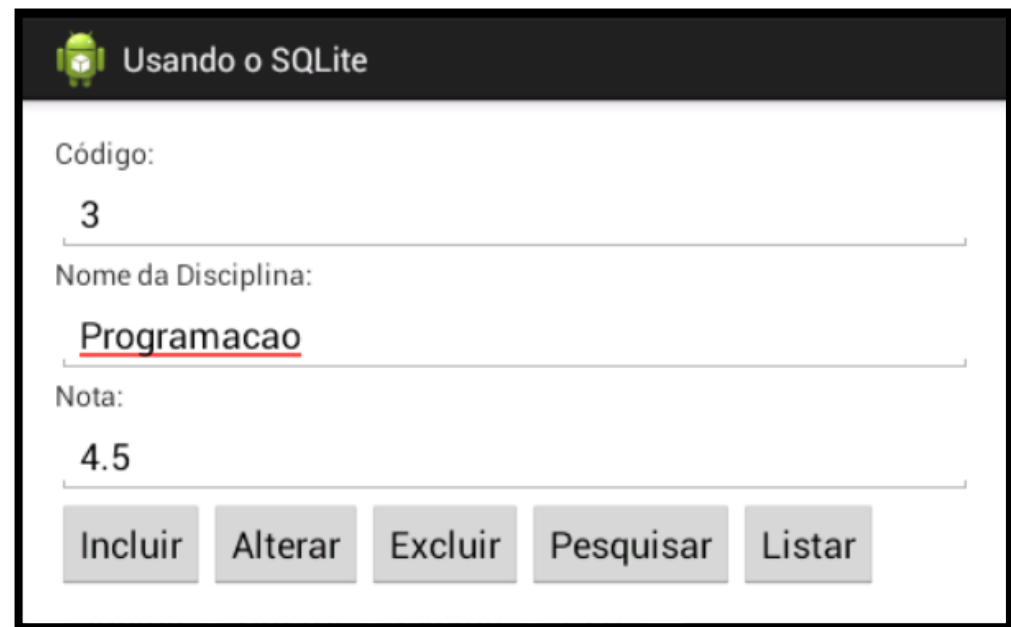 Usando o SQLite
Código:
3
Nome da Disciplina:
Programacao
Nota:
4.5
Incluir Alterar Excluir Pesquisar Listar